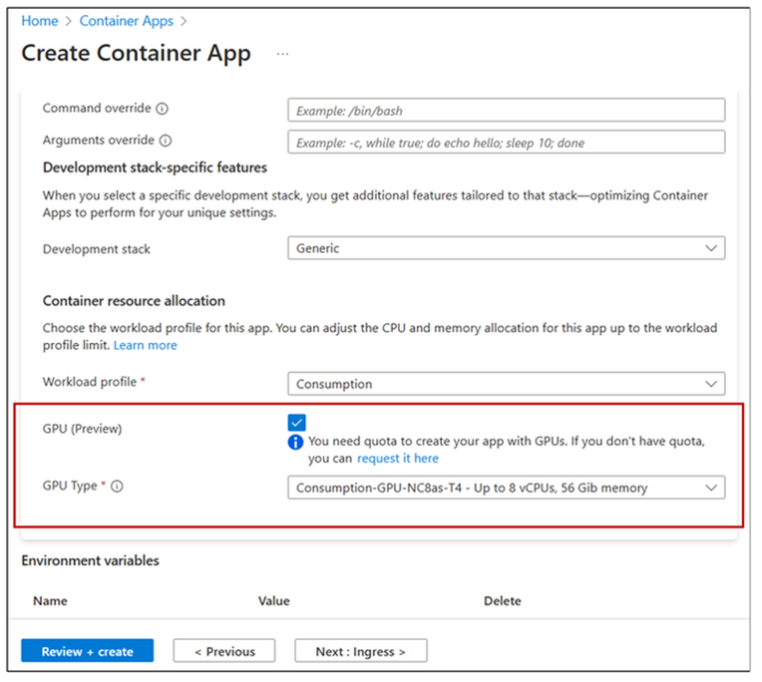 Home > Container Apps >
Create Container App ...
Command override
Example: /bin/bash
Arguments override
Example: -c, while true; do echo hello; sleep 10; done
Development stack-specific features
When you select a specific development stack, you get additional features tailored to that stack—optimizing Container
Apps to perform for your unique settings.
Development stack
Generic
Container resource allocation
Choose the workload profile for this app. You can adjust the CPU and memory allocation for this app up to the workload
profile limit. Learn more
Workload profile *
Consumption
GPU (Preview)
You need quota to create your app with GPUs. If you don't have quota,
you can request it here
GPU Type *
Consumption-GPU-NC8as-T4 - Up to 8 vCPUs, 56 Gib memory
Environment variables
Name Value Delete
Review + create < Previous Next : Ingress >